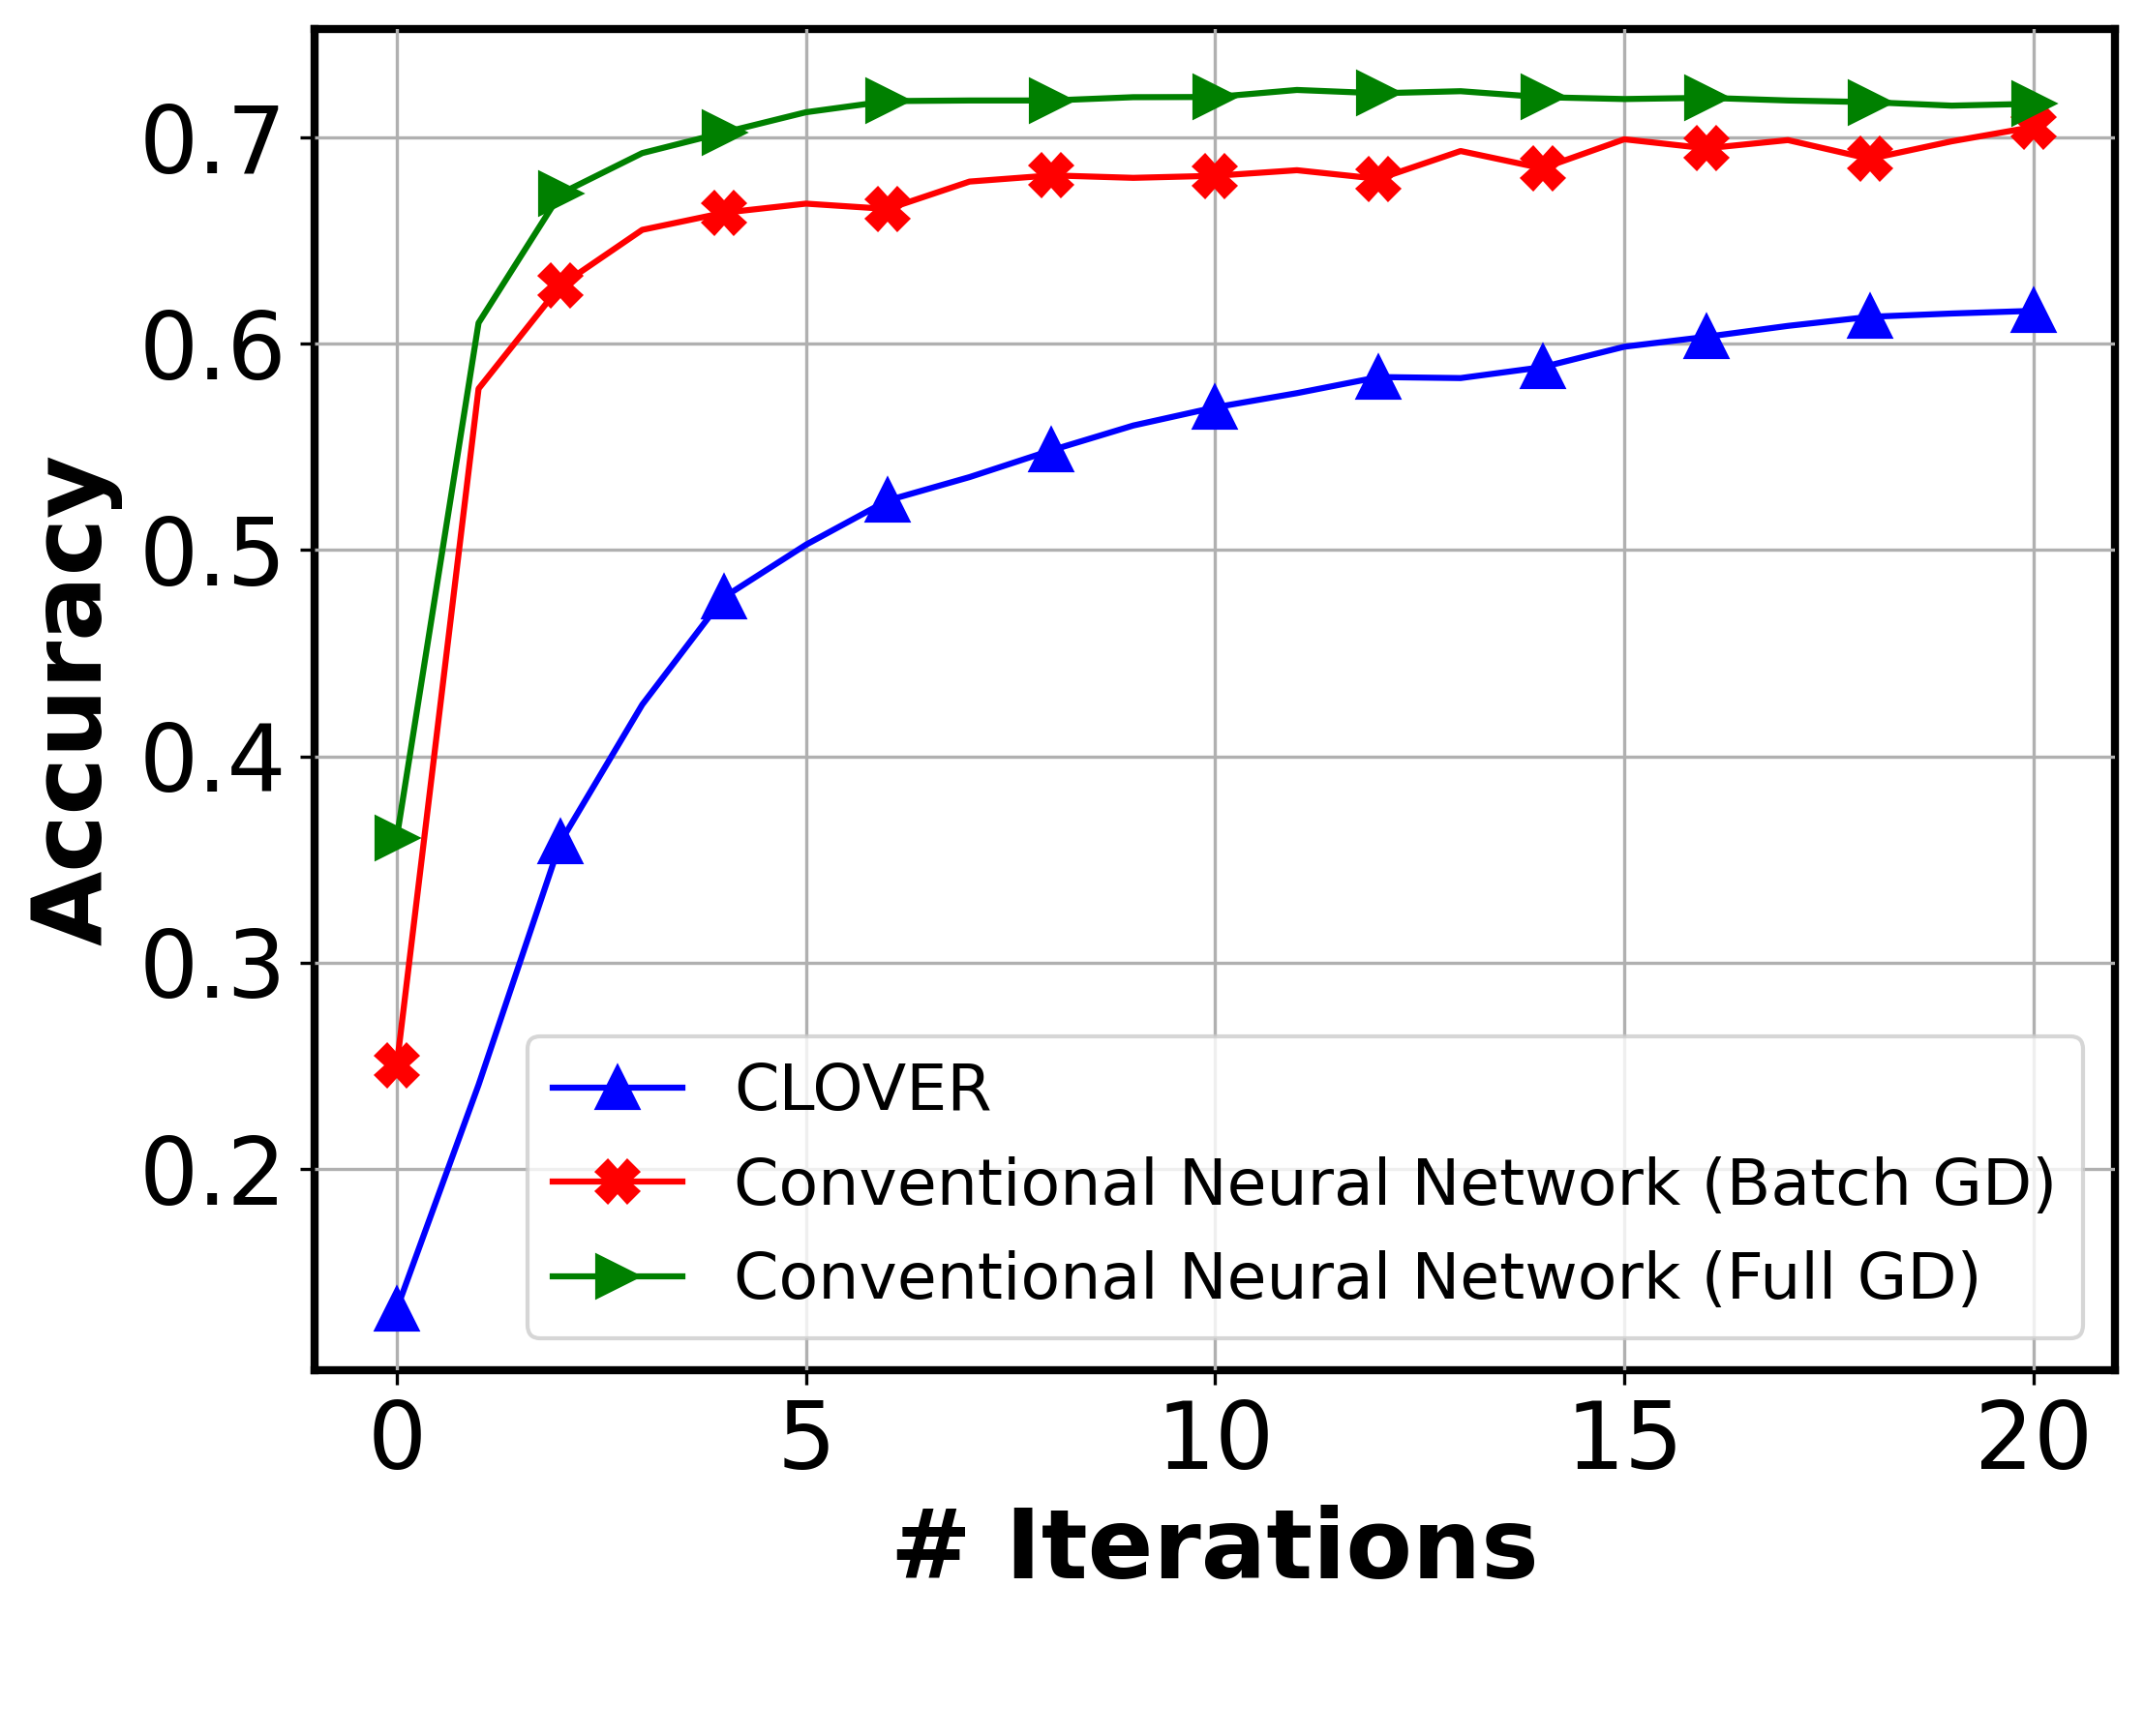 Accuracy
0.7
0.6
0.5
0.4
0.3
0.2
CLOVER
Conventional Neural Network (Batch GD)
Conventional Neural Network (Full GD)
0 5 10 15 20
# Iterations